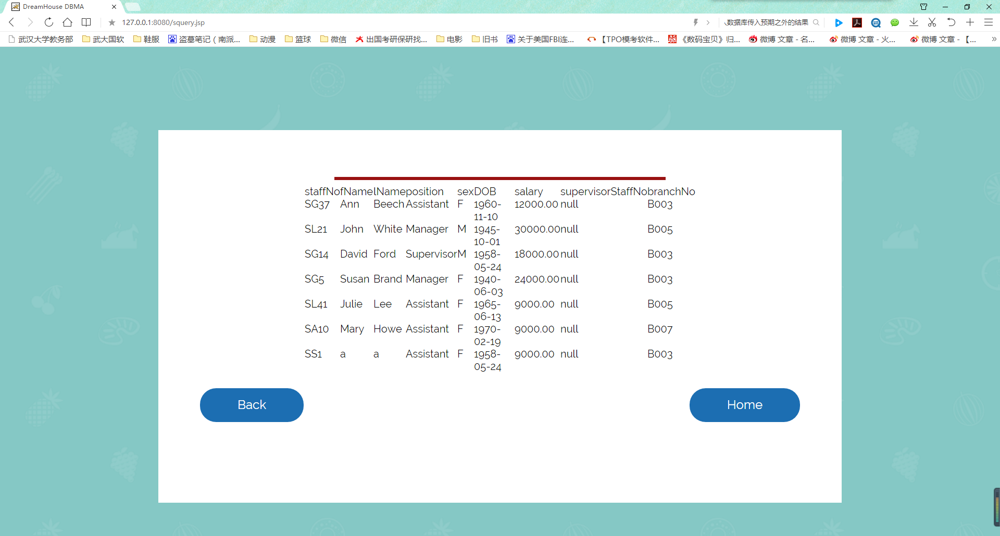 DreamHouse DBMA
127.0.0.1:8080/squery.jsp
数据库传入预期之外的结果
武汉大学教务部 武大国软 鞋服 盗墓笔记（南派... 动漫 篮球 微信 出国考研保研找... 电影 旧书 关于美国FBI连... 【TPO模考软件... 《数码宝贝》归... 微博 文章 - 名... 微博 文章 - 火... 微博 文章 - 【... »
staffNofNamelNameposition sexDOB salary supervisorStaffNobranchNo
SG37 Ann Beech Assistant F 1960- 12000.00 null B003
11-10
SL21 John White Manager M 1945- 30000.00 null B005
10-01
SG14 David Ford Supervisor M 1958- 18000.00 null B003
05-24
SG5 Susan Brand Manager F 1940- 24000.00 null B003
06-03
SL41 Julie Lee Assistant F 1965- 9000.00 null B005
06-13
SA10 Mary Howe Assistant F 1970- 9000.00 null B007
02-19
SS1 a a Assistant F 1958- 9000.00 null B003
05-24
Back Home